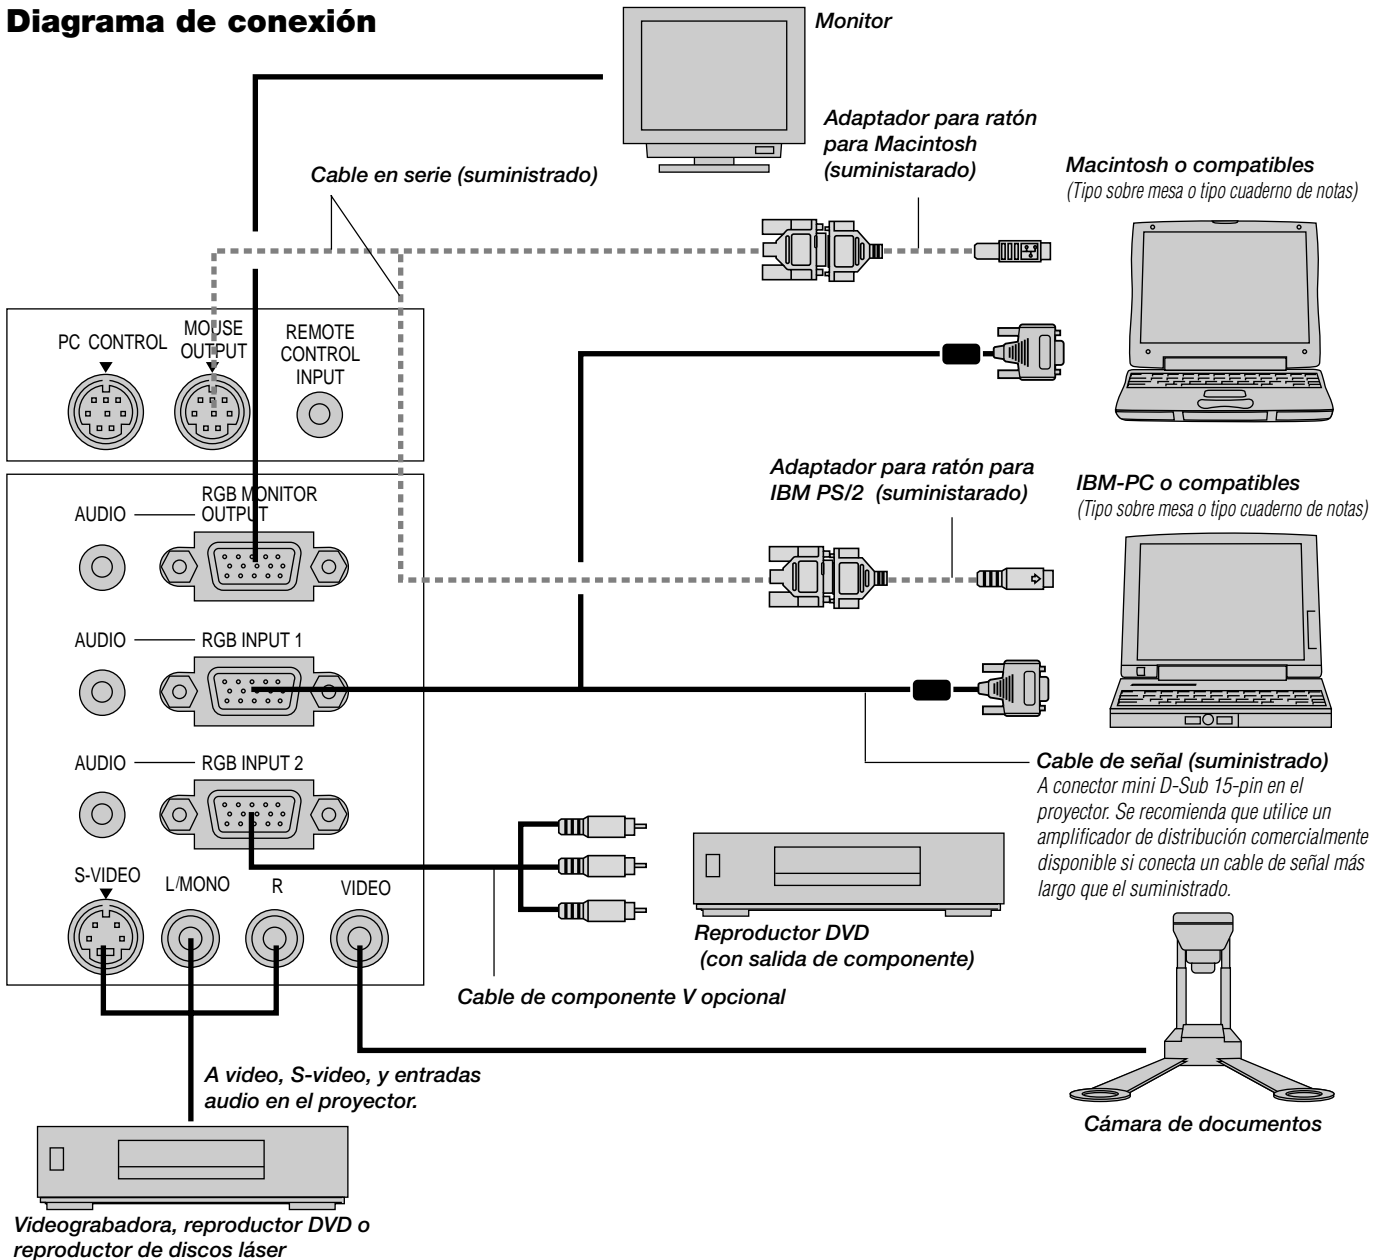 Diagrama de conexión
Monitor
Adaptador para ratón
para Macintosh
(suministarado)
Cable en serie (suministrado)
Macintosh o compatibles
(Tipo sobre mesa o tipo cuaderno de notas)
PC CONTROL
MOUSE
OUTPUT
REMOTE
CONTROL
INPUT
Adaptador para ratón para
IBM PS/2 (suministarado)
IBM-PC o compatibles
(Tipo sobre mesa o tipo cuaderno de notas)
AUDIO
RGB MONITOR
OUTPUT
AUDIO
RGB INPUT 1
AUDIO
RGB INPUT 2
Cable de señal (suministrado)
A conector mini D-Sub 15-pin en el
proyector. Se recomienda que utilice un
amplificador de distribución comercialmente
disponible si conecta un cable de señal más
largo que el suministrado.
S-VIDEO
L/MONO
R
VIDEO
Reproductor DVD
(con salida de componente)
Cable de componente V opcional
A video, S-video, y entradas
audio en el proyector.
Cámara de documentos
Videograbadora, reproductor DVD o
reproductor de discos láser